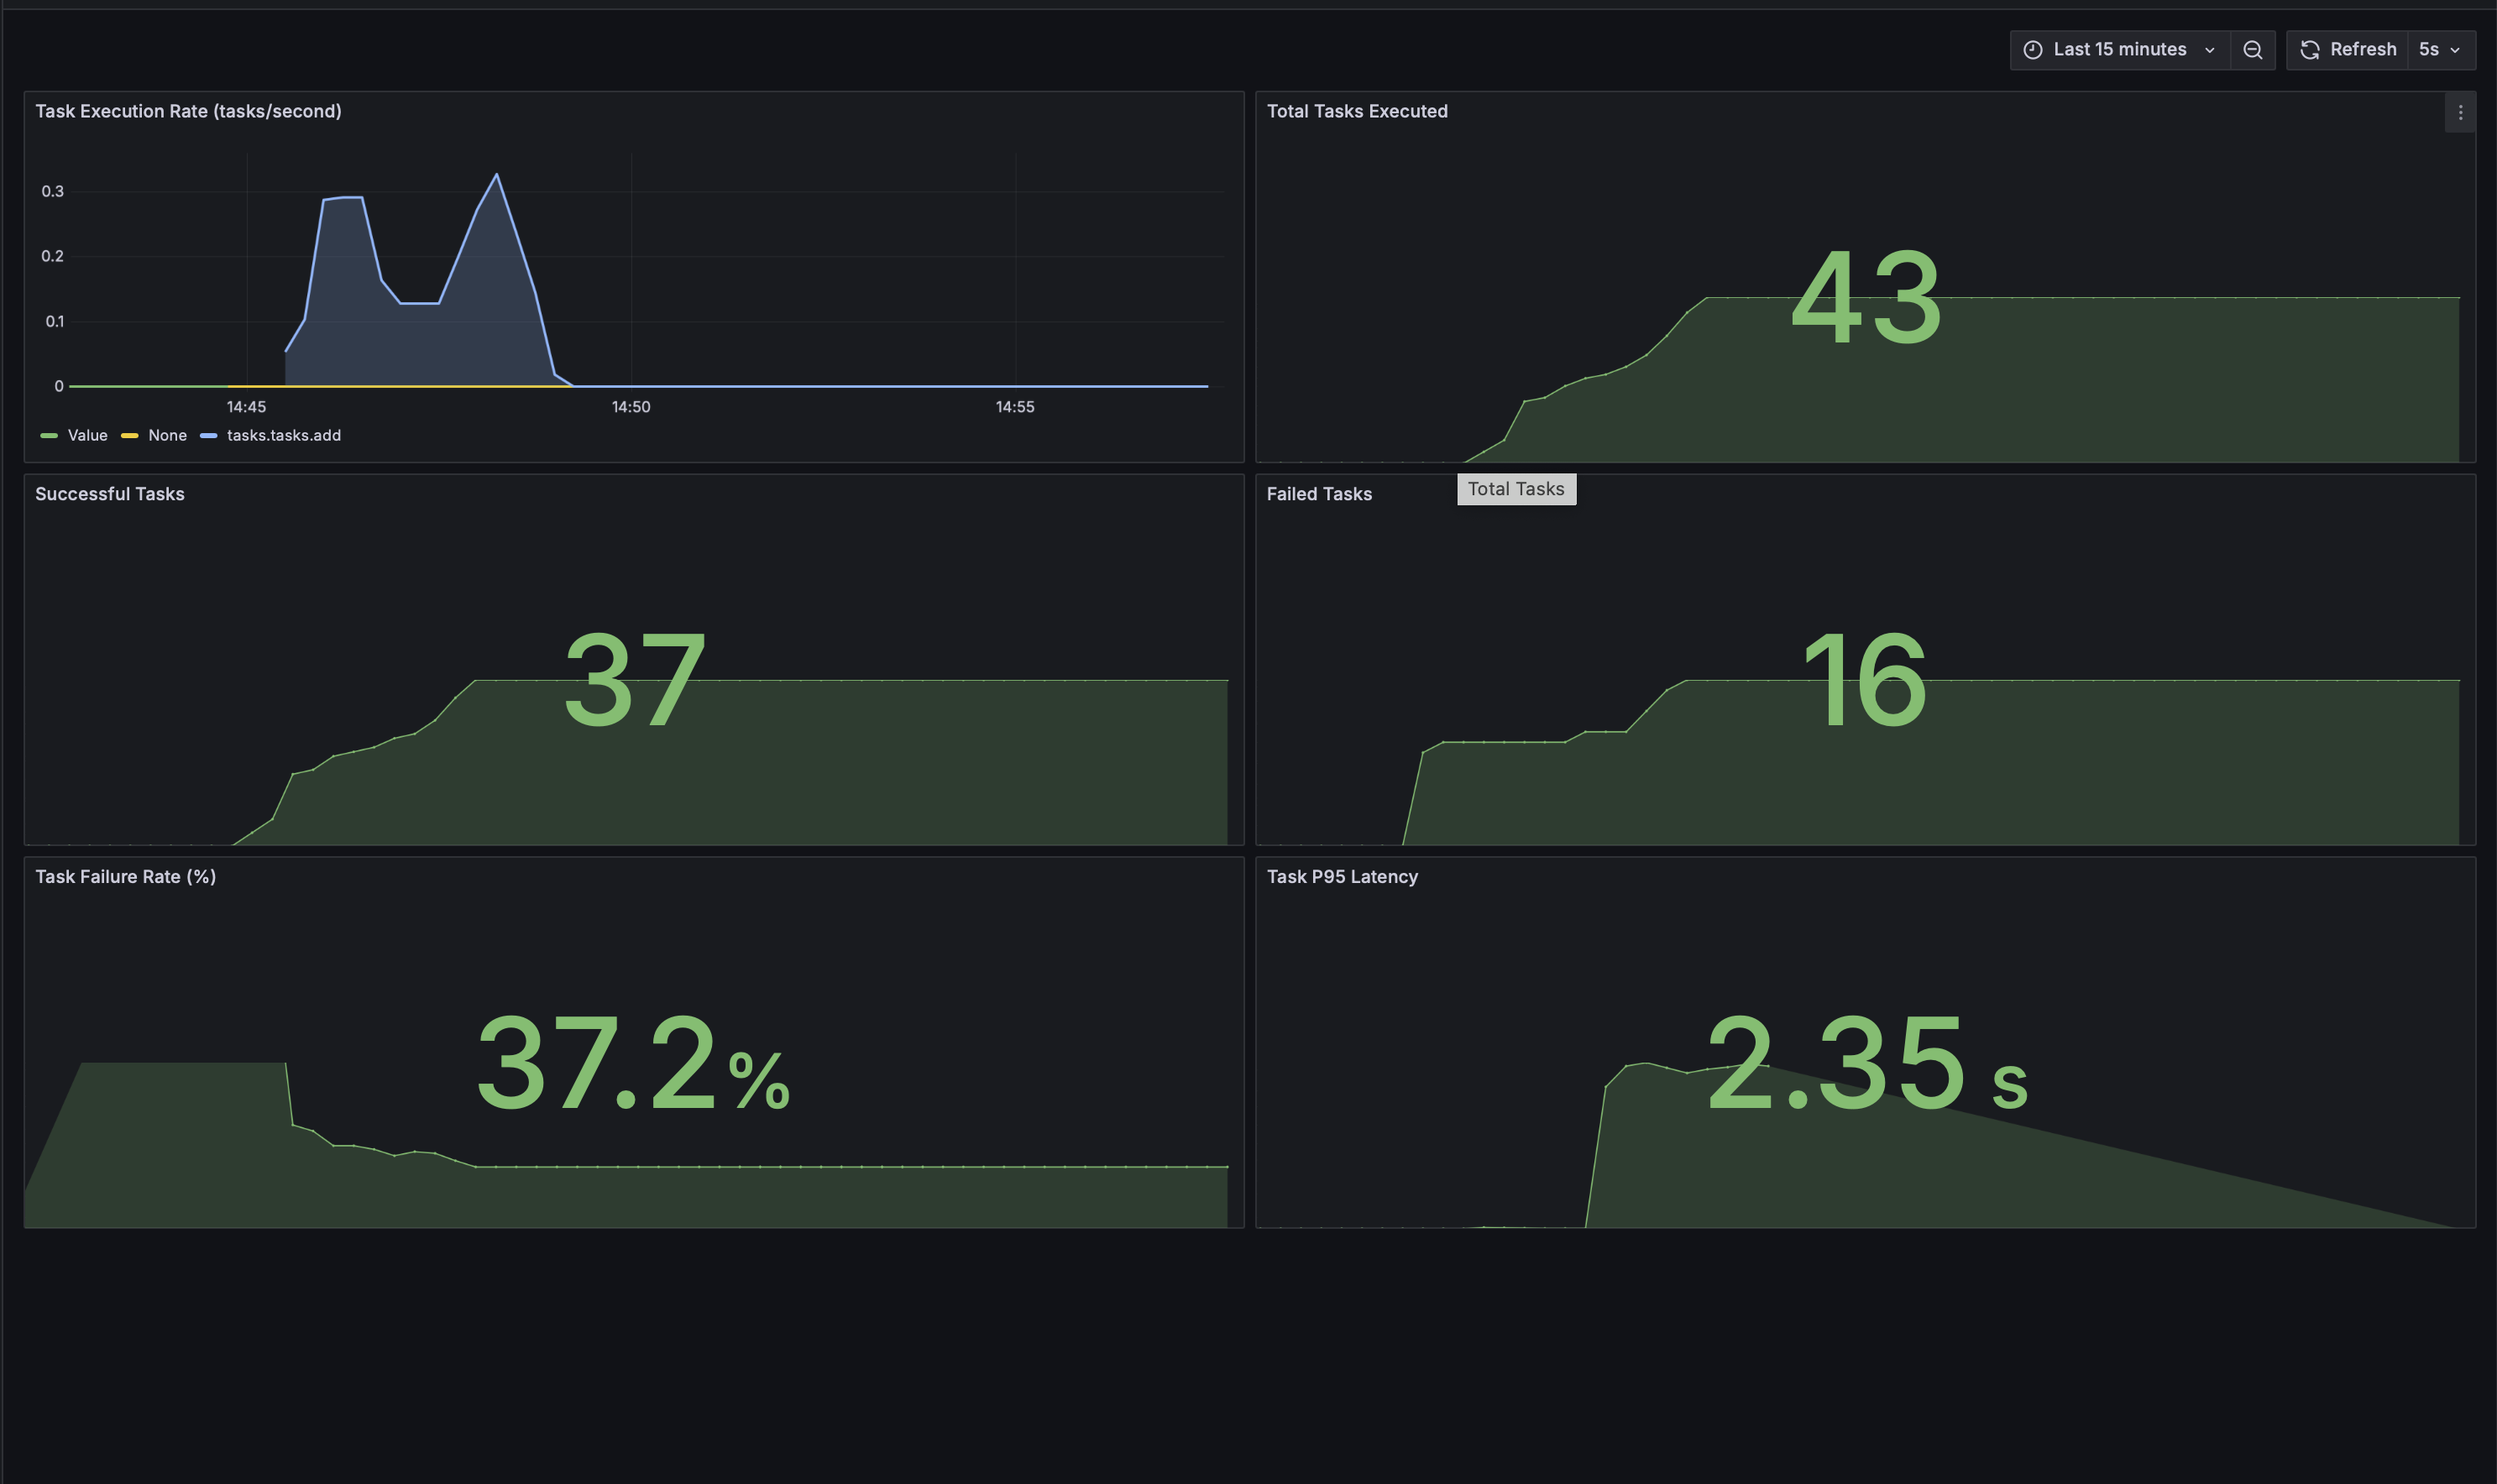 Last 15 minutes Refresh 5s
Task Execution Rate (tasks/second)
0.3
0.2
0.1
0
14:45 14:50 14:55
Value None tasks.tasks.add
Total Tasks Executed
43
Total Tasks
Successful Tasks
37
Failed Tasks
16
Task Failure Rate (%)
37.2%
Task P95 Latency
2.35 s